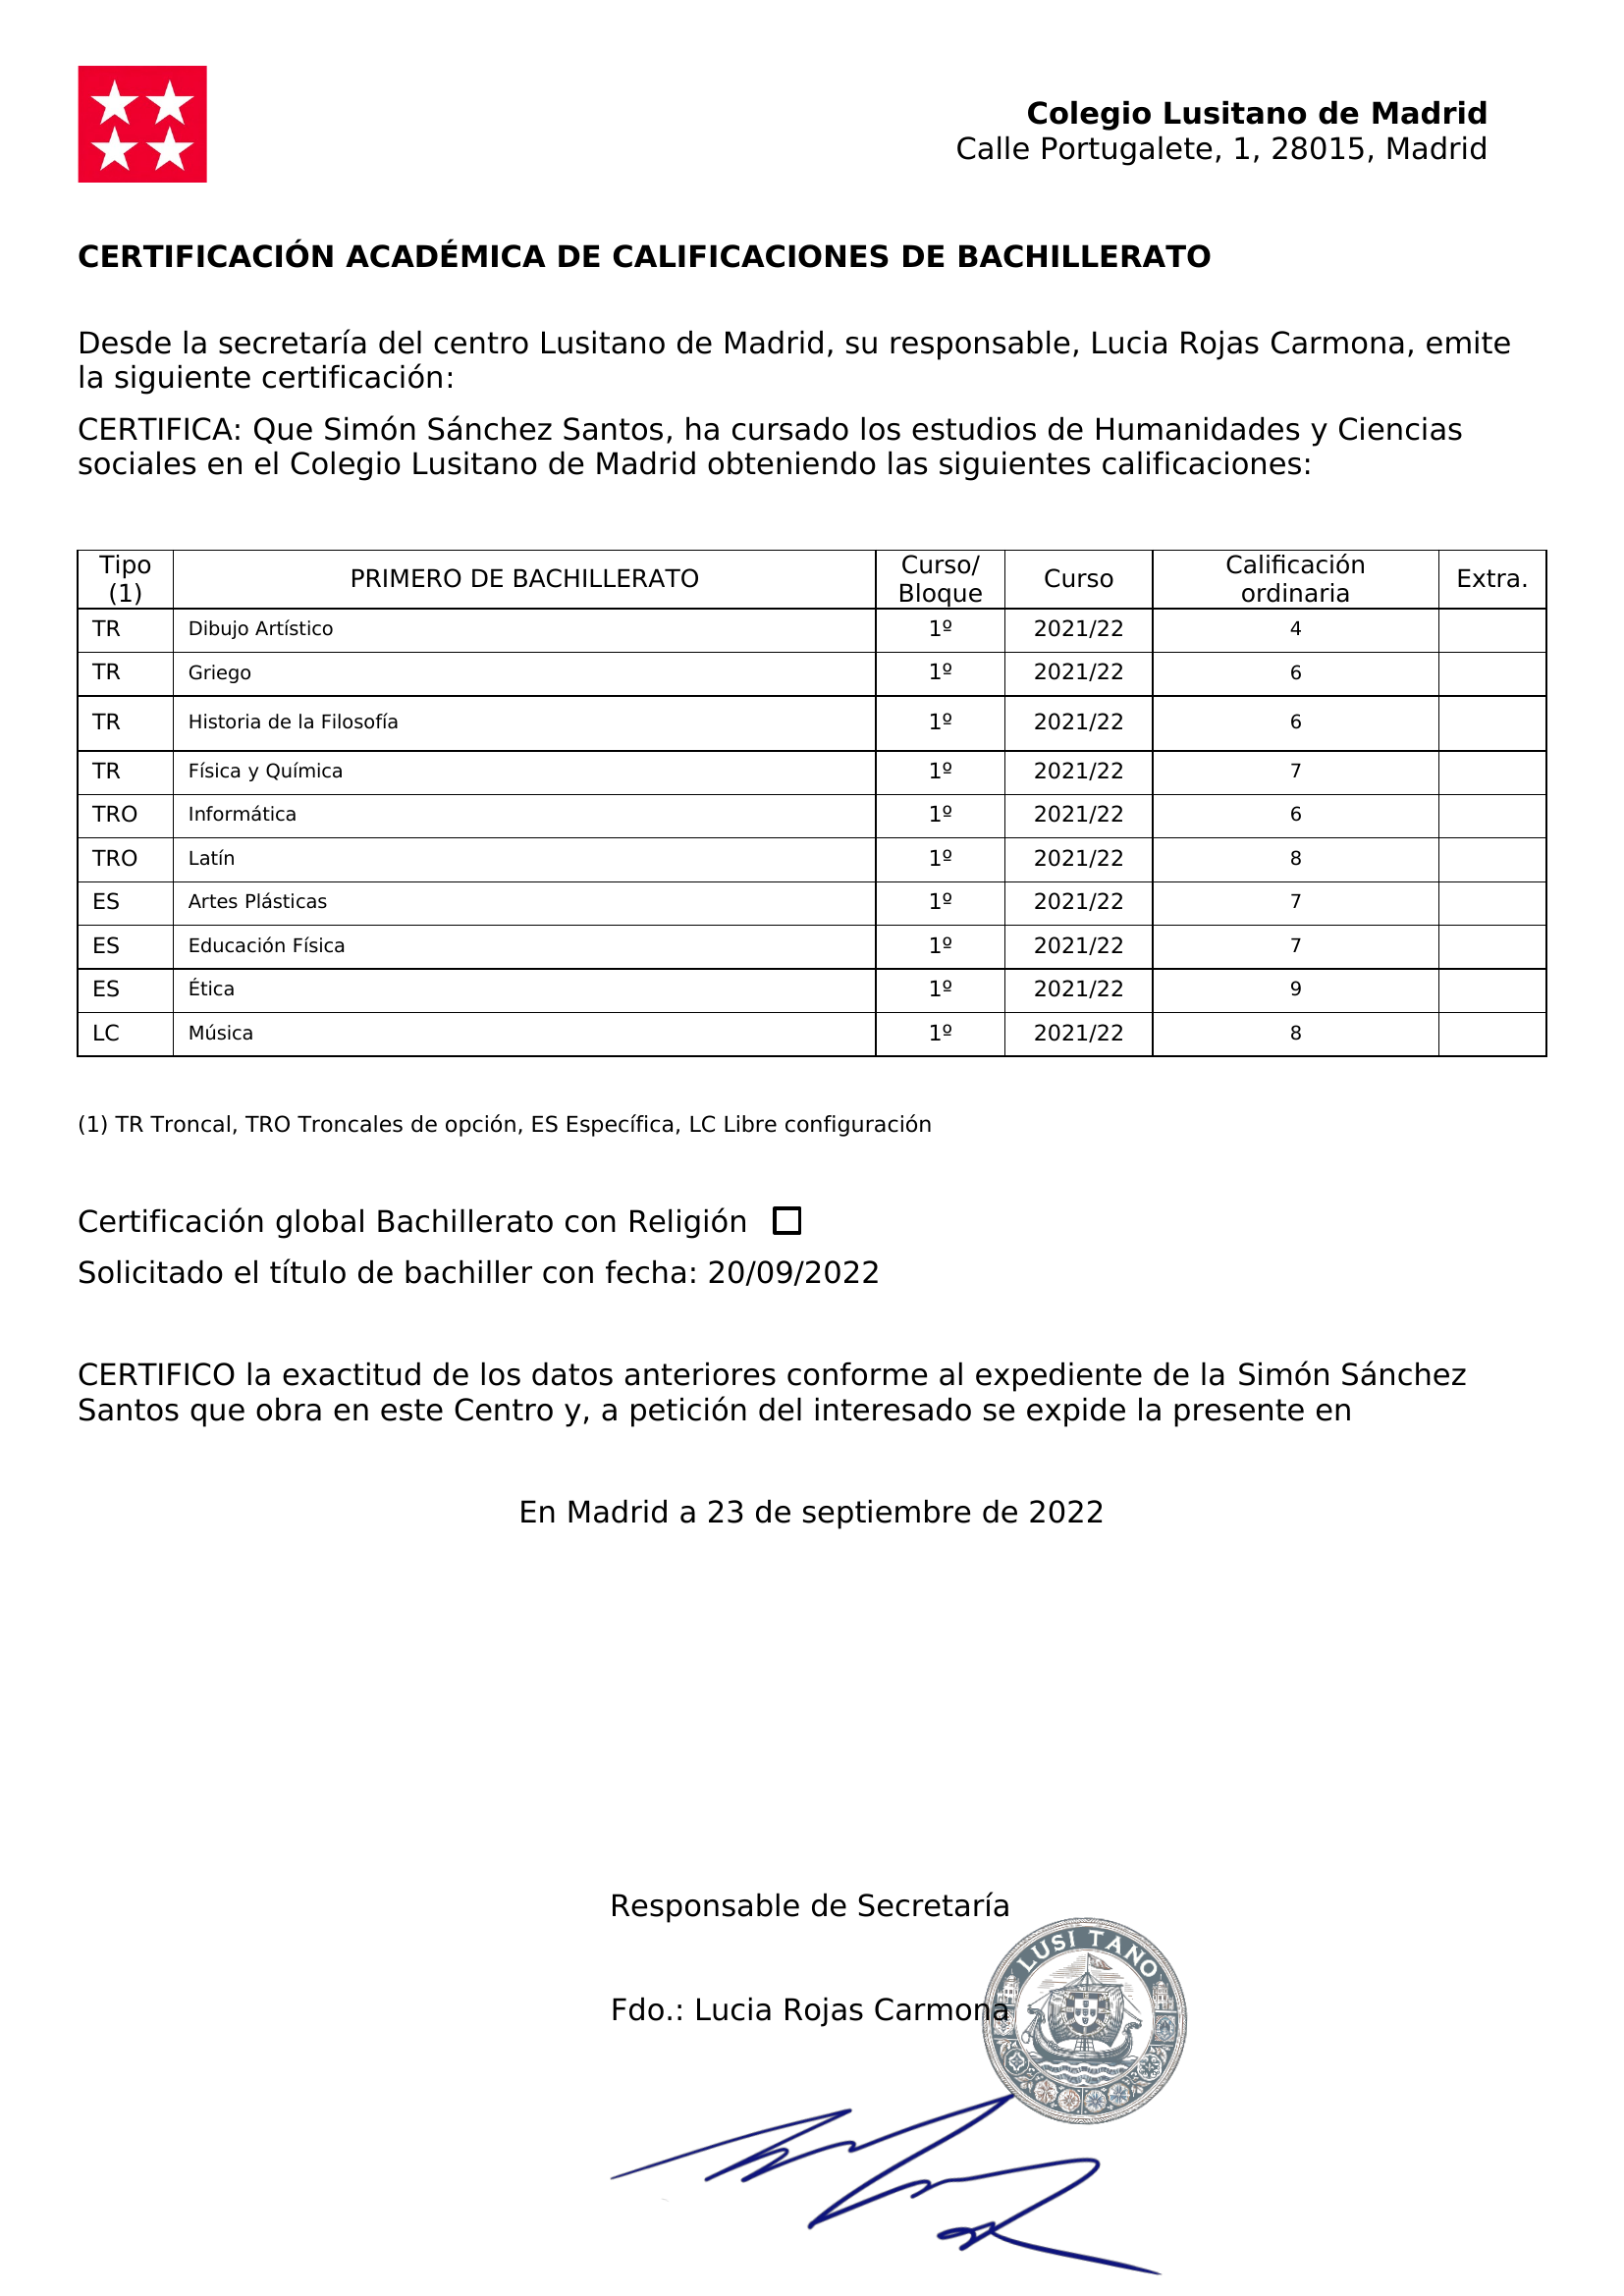 Colegio Lusitano de Madrid
Calle Portugalete, 1, 28015, Madrid
CERTIFICACIÓN ACADÉMICA DE CALIFICACIONES DE BACHILLERATO
Desde la secretaría del centro Lusitano de Madrid, su responsable, Lucia Rojas Carmona, emite
la siguiente certificación:
CERTIFICA: Que Simón Sánchez Santos, ha cursado los estudios de Humanidades y Ciencias
sociales en el Colegio Lusitano de Madrid obteniendo las siguientes calificaciones:
Tipo (1) PRIMERO DE BACHILLERATO Curso/ Bloque Curso Calificación ordinaria Extra.
TR Dibujo Artístico 1º 2021/22 4
TR Griego 1º 2021/22 6
TR Historia de la Filosofía 1º 2021/22 6
TR Física y Química 1º 2021/22 7
TRO Informática 1º 2021/22 6
TRO Latín 1º 2021/22 8
ES Artes Plásticas 1º 2021/22 7
ES Educación Física 1º 2021/22 7
ES Ética 1º 2021/22 9
LC Música 1º 2021/22 8
(1) TR Troncal, TRO Troncales de opción, ES Específica, LC Libre configuración
Certificación global Bachillerato con Religión
Solicitado el título de bachiller con fecha: 20/09/2022
CERTIFICO la exactitud de los datos anteriores conforme al expediente de la Simón Sánchez
Santos que obra en este Centro y, a petición del interesado se expide la presente en
En Madrid a 23 de septiembre de 2022
Responsable de Secretaría
LUSI TANO
Fdo.: Lucia Rojas Carmona